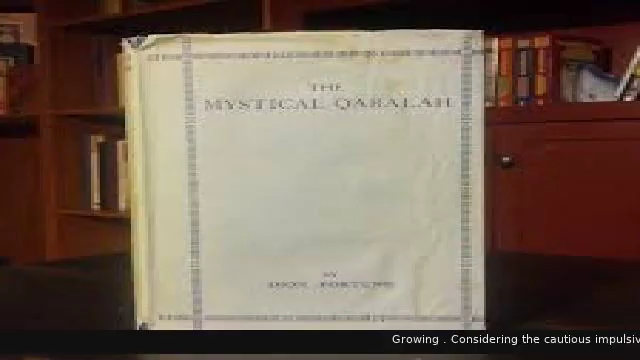 THE
MYSTICAL QABALAH
BY
DION FORTUNE
Growing . Considering the cautious impulsiv